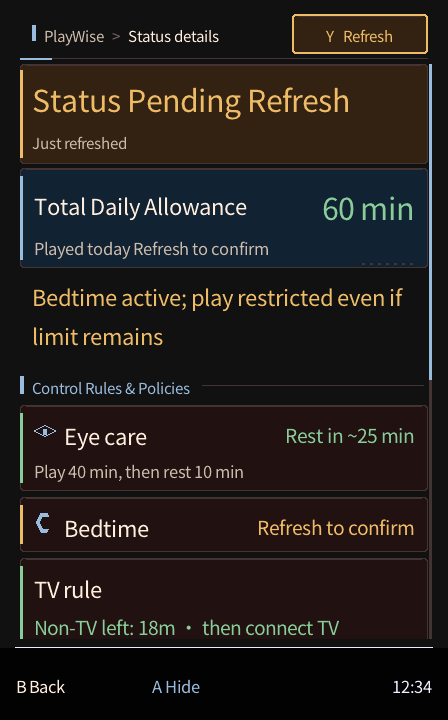 PlayWise > Status details
Y Refresh
Status Pending Refresh
Just refreshed
Total Daily Allowance
60 min
Played today Refresh to confirm
Bedtime active; play restricted even if
limit remains
Control Rules & Policies
Eye care
Rest in ~25 min
Play 40 min, then rest 10 min
Bedtime
Refresh to confirm
TV rule
Non-TV left: 18m • then connect TV
B Back
A Hide
12:34